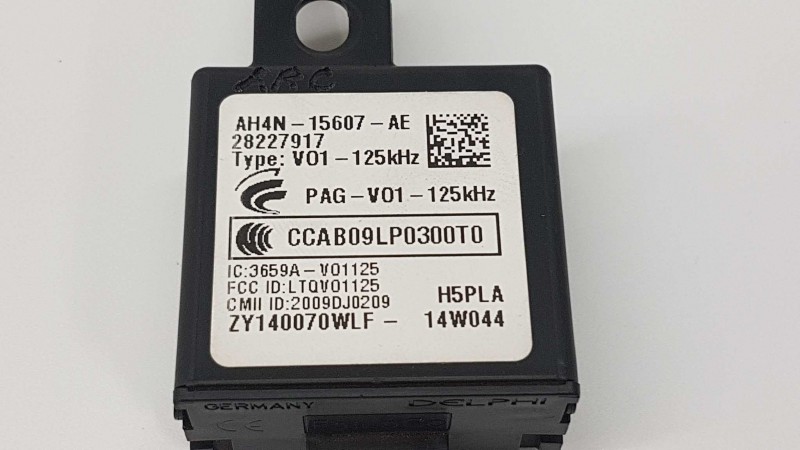 ARC
AH4N-15607-AE
28227917
Type: V01-125kHz
PAG-V01-125kHz
CCAB09LP0300T0
IC:3659A-V01125
FCC ID:LTQV01125
CMII ID:2009DJ0209
H5PLA
ZY140070WLF- 14W044
GERMANY DELPHI
CE